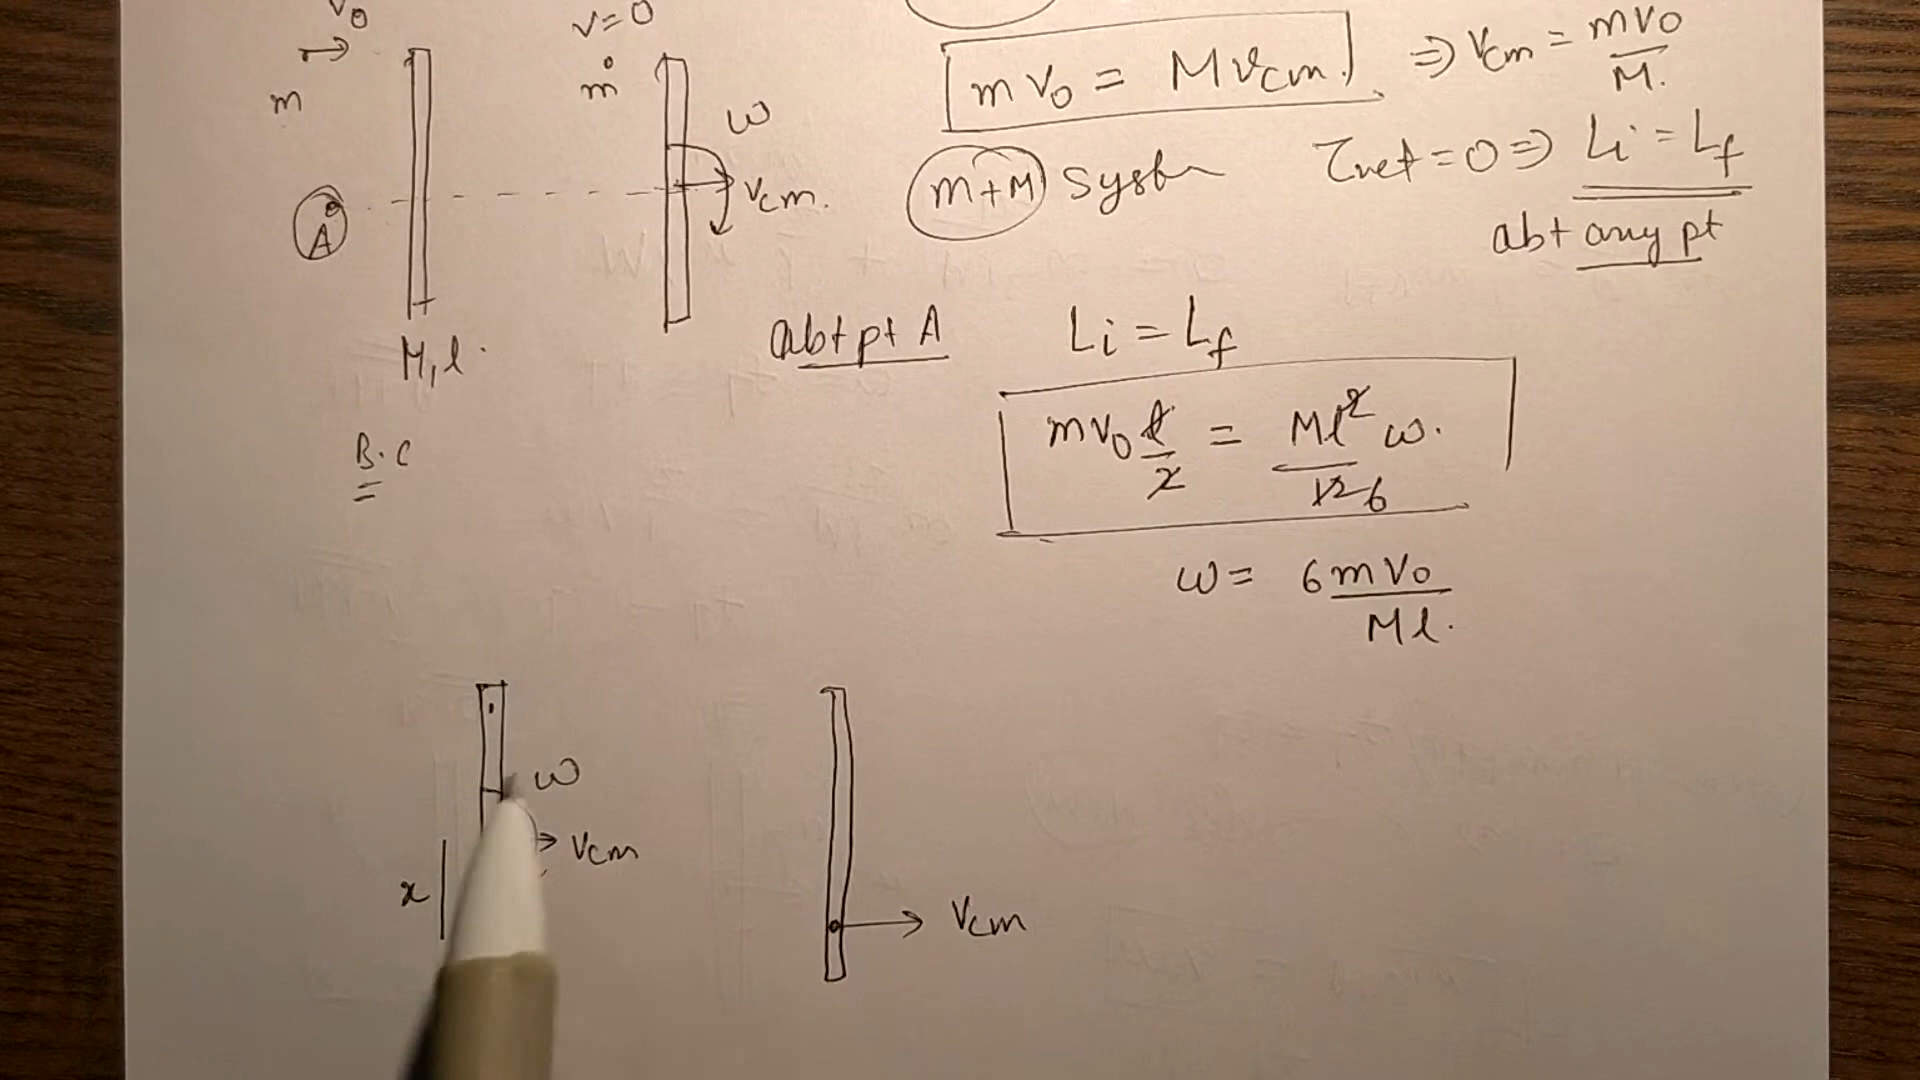 v₀
m
M, l.
A
v=0
m
ω
vcm.
mv₀ = Mvcm.
⇒ vcm = mv₀/M.
m+M
τnet = 0 ⇒ Li = Lf
abt any pt
abt pt A
Li = Lf
mv₀ l/2 = Ml²/12 6 ω.
B.C
ω = 6mv₀/Ml.
ω
vcm
x
vcm